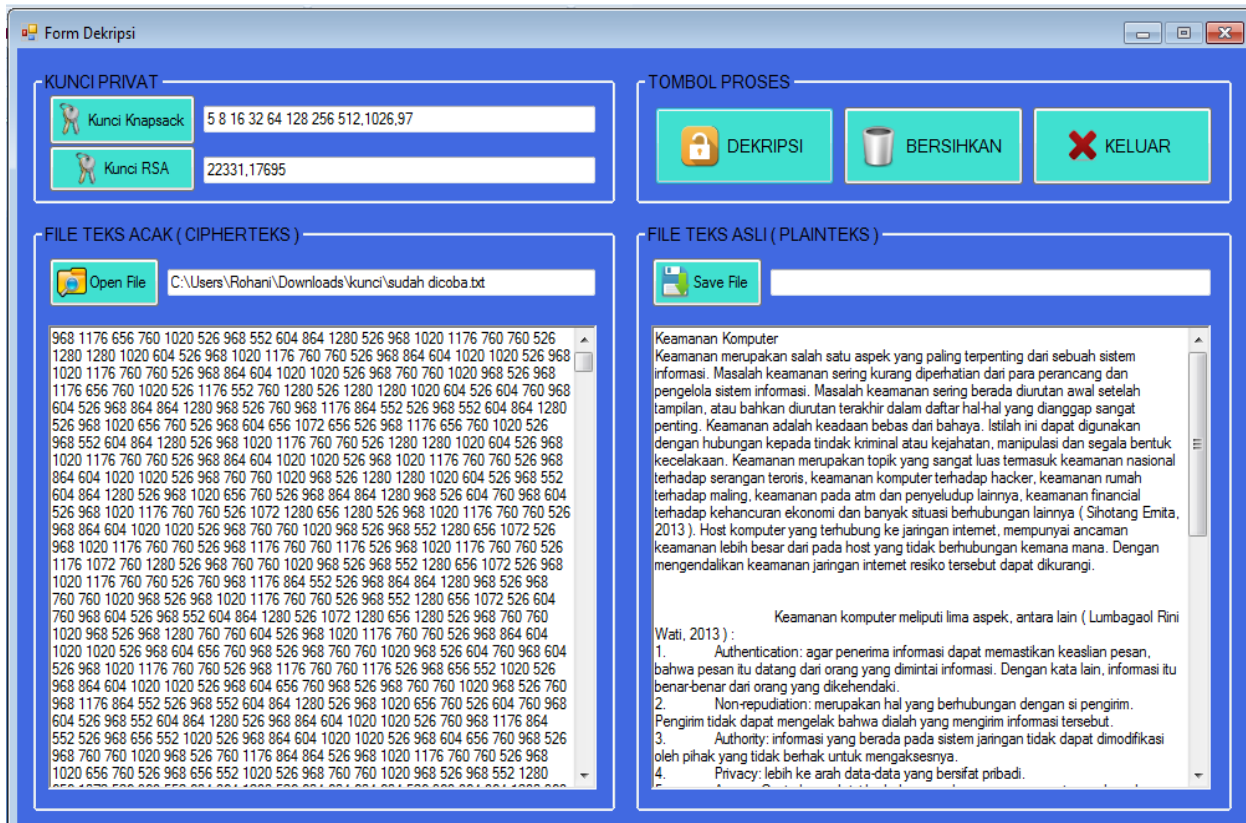 Form Dekripsi
KUNCI PRIVAT
Kunci Knapsack
5 8 16 32 64 128 256 512,1026,97
Kunci RSA
22331,17695
TOMBOL PROSES
DEKRIPSI
BERSIHKAN
KELUAR
FILE TEKS ACAK ( CIPHERTEKS )
Open File
C:\Users\Rohani\Downloads\kunci\sudah dicoba.txt
968 1176 656 760 1020 526 968 552 604 864 1280 526 968 1020 1176 760 760 526
1280 1280 1020 604 526 968 1020 1176 760 760 526 968 864 604 1020 1020 526 968
1020 1176 760 760 526 968 864 604 1020 1020 526 968 760 760 1020 968 526 968
1176 656 760 1020 526 1176 552 760 1280 526 1280 1280 1020 604 526 604 760 968
604 526 968 864 864 1280 968 526 760 968 1176 864 552 526 968 552 604 864 1280
526 968 1020 656 760 526 968 604 656 1072 656 526 968 1176 656 760 1020 526
968 552 604 864 1280 526 968 1020 1176 760 760 526 1280 1280 1020 604 526 968
1020 1176 760 760 526 968 864 604 1020 1020 526 968 1020 1176 760 760 526 968
864 604 1020 1020 526 968 760 760 1020 968 526 1280 1280 1020 604 526 968 552
604 864 1280 526 968 1020 656 760 526 968 864 864 1280 968 526 604 760 968 604
526 968 1020 1176 760 760 526 1072 1280 656 1280 526 968 1020 1176 760 760 526
968 864 604 1020 1020 526 968 760 760 1020 968 526 968 552 1280 656 1072 526
968 1020 1176 760 760 526 968 1176 760 760 1176 526 968 1020 1176 760 760 526
1176 1072 760 1280 526 968 760 760 1020 968 526 968 552 1280 656 1072 526 968
1020 1176 760 760 526 760 968 1176 864 552 526 968 864 864 1280 968 526 968
760 760 1020 968 526 968 1020 1176 760 760 526 968 552 1280 656 1072 526 604
760 968 604 526 968 552 604 864 1280 526 1072 1280 656 1280 526 968 760 760
1020 968 526 968 1280 760 760 604 526 968 1020 1176 760 760 526 968 864 604
1020 1020 526 968 604 656 760 968 526 968 760 760 1020 968 526 604 760 968 604
526 968 1020 1176 760 760 526 968 1176 760 760 1176 526 968 656 552 1020 526
968 864 604 1020 1020 526 968 604 656 760 968 526 968 760 760 1020 968 526 760
968 1176 864 552 526 968 552 604 864 1280 526 968 1020 656 760 526 604 760 968
604 526 968 552 604 864 1280 526 968 864 604 1020 1020 526 760 968 1176 864
552 526 968 656 552 1020 526 968 864 604 1020 1020 526 968 604 656 760 968 526
968 760 760 1020 968 526 760 1176 864 864 526 968 1020 1176 760 760 526 968
1020 656 760 526 968 656 552 1020 526 968 760 760 1020 968 526 968 552 1280
FILE TEKS ASLI ( PLAINTEKS )
Save File
Keamanan Komputer
Keamanan merupakan salah satu aspek yang paling terpenting dari sebuah sistem
informasi. Masalah keamanan sering kurang diperhatian dari para perancang dan
pengelola sistem informasi. Masalah keamanan sering berada diurutan awal setelah
tampilan, atau bahkan diurutan terakhir dalam daftar hal-hal yang dianggap sangat
penting. Keamanan adalah keadaan bebas dari bahaya. Istilah ini dapat digunakan
dengan hubungan kepada tindak kriminal atau kejahatan, manipulasi dan segala bentuk
kecelakaan. Keamanan merupakan topik yang sangat luas termasuk keamanan nasional
terhadap serangan teroris, keamanan komputer terhadap hacker, keamanan rumah
terhadap maling, keamanan pada atm dan penyeludup lainnya, keamanan financial
terhadap kehancuran ekonomi dan banyak situasi berhubungan lainnya ( Sihotang Ernita,
2013 ). Host komputer yang terhubung ke jaringan internet, mempunyai ancaman
keamanan lebih besar dari pada host yang tidak berhubungan kemana mana. Dengan
mengendalikan keamanan jaringan internet resiko tersebut dapat dikurangi.
Keamanan komputer meliputi lima aspek, antara lain ( Lumbagaol Rini
Wati, 2013 ) :
1. Authentication: agar penerima informasi dapat memastikan keaslian pesan,
bahwa pesan itu datang dari orang yang dimintai informasi. Dengan kata lain, informasi itu
benar-benar dari orang yang dikehendaki.
2. Non-repudiation: merupakan hal yang berhubungan dengan si pengirim.
Pengirim tidak dapat mengelak bahwa dialah yang mengirim informasi tersebut.
3. Authority: informasi yang berada pada sistem jaringan tidak dapat dimodifikasi
oleh pihak yang tidak berhak untuk mengaksesnya.
4. Privacy: lebih ke arah data-data yang bersifat pribadi.